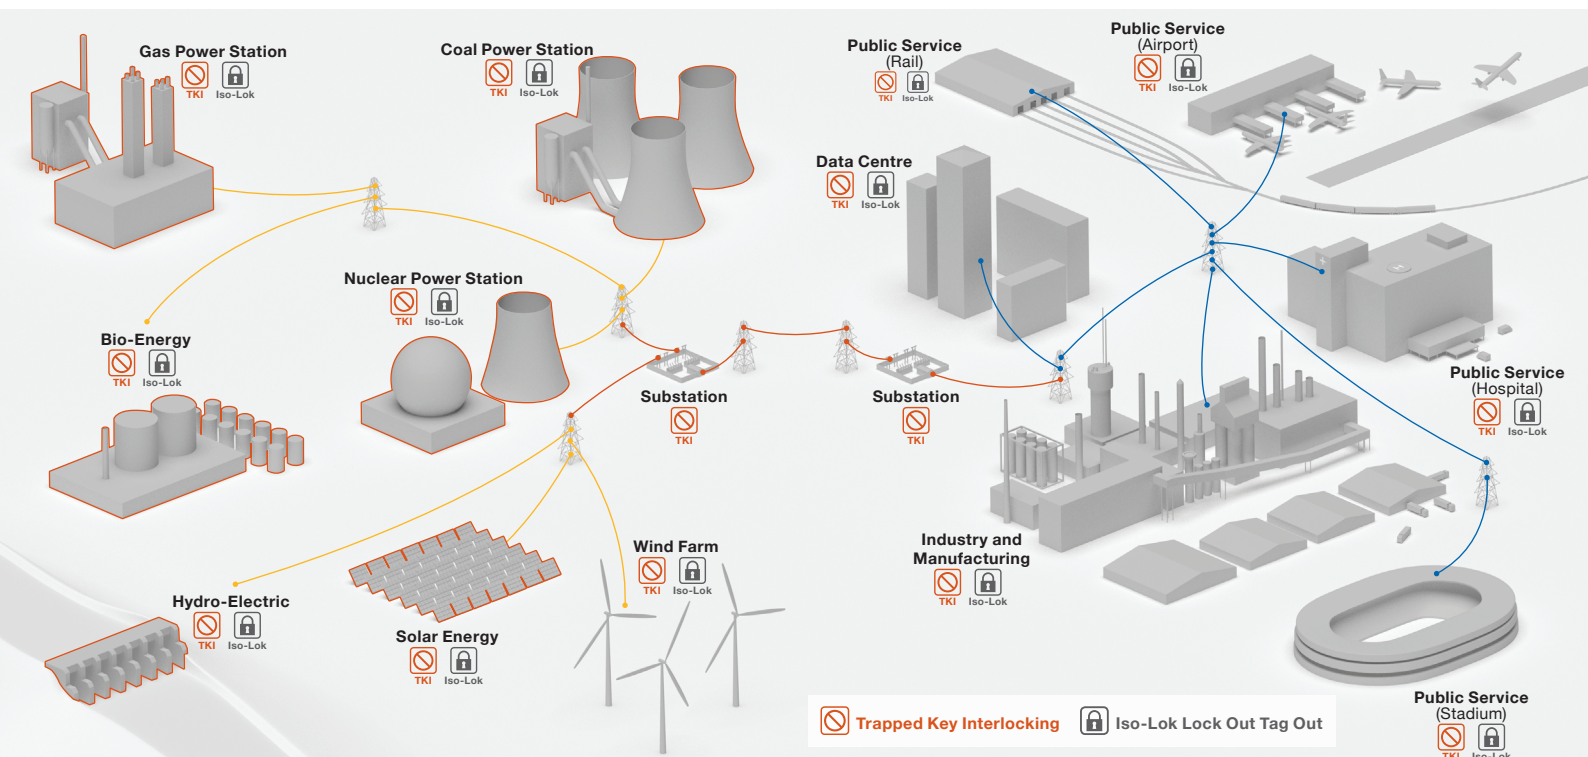 Gas Power Station
TKI
Iso-Lok
Coal Power Station
TKI
Iso-Lok
Public Service
(Rail)
TKI
Iso-Lok
Public Service
(Airport)
TKI
Iso-Lok
Data Centre
TKI
Iso-Lok
Nuclear Power Station
TKI
Iso-Lok
Bio-Energy
TKI
Iso-Lok
Substation
TKI
Substation
TKI
Public Service
(Hospital)
TKI
Iso-Lok
H
Industry and
Manufacturing
TKI
Iso-Lok
Wind Farm
TKI
Iso-Lok
Hydro-Electric
TKI
Iso-Lok
Solar Energy
TKI
Iso-Lok
Public Service
(Stadium)
TKI
Iso-Lok
Trapped Key Interlocking
Iso-Lok Lock Out Tag Out